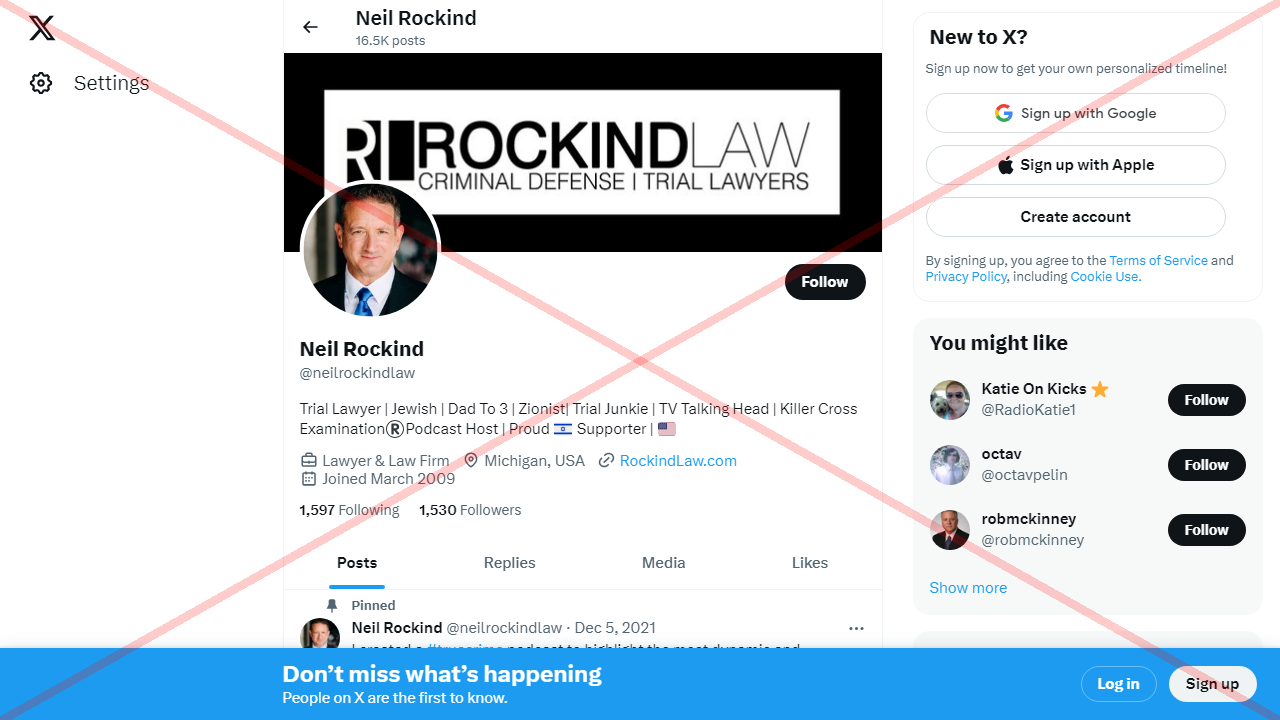 Settings
Neil Rockind
16.5K posts
R ROCKINDLAW
CRIMINAL DEFENSE | TRIAL LAWYERS
Follow
Neil Rockind
@neilrockindlaw
Trial Lawyer | Jewish | Dad To 3 | Zionist| Trial Junkie | TV Talking Head | Killer Cross
Examination®Podcast Host | Proud 🇮🇱 Supporter | 🇺🇸
Lawyer & Law Firm Michigan, USA RockindLaw.com
Joined March 2009
1,597 Following 1,530 Followers
Posts Replies Media Likes
Pinned
Neil Rockind @neilrockindlaw · Dec 5, 2021
New to X?
Sign up now to get your own personalized timeline!
Sign up with Google
Sign up with Apple
Create account
By signing up, you agree to the Terms of Service and
Privacy Policy, including Cookie Use.
You might like
Katie On Kicks ⭐
@RadioKatie1
Follow
octav
@octavpelin
Follow
robmckinney
@robmckinney
Follow
Show more
Don’t miss what’s happening
People on X are the first to know.
Log in Sign up